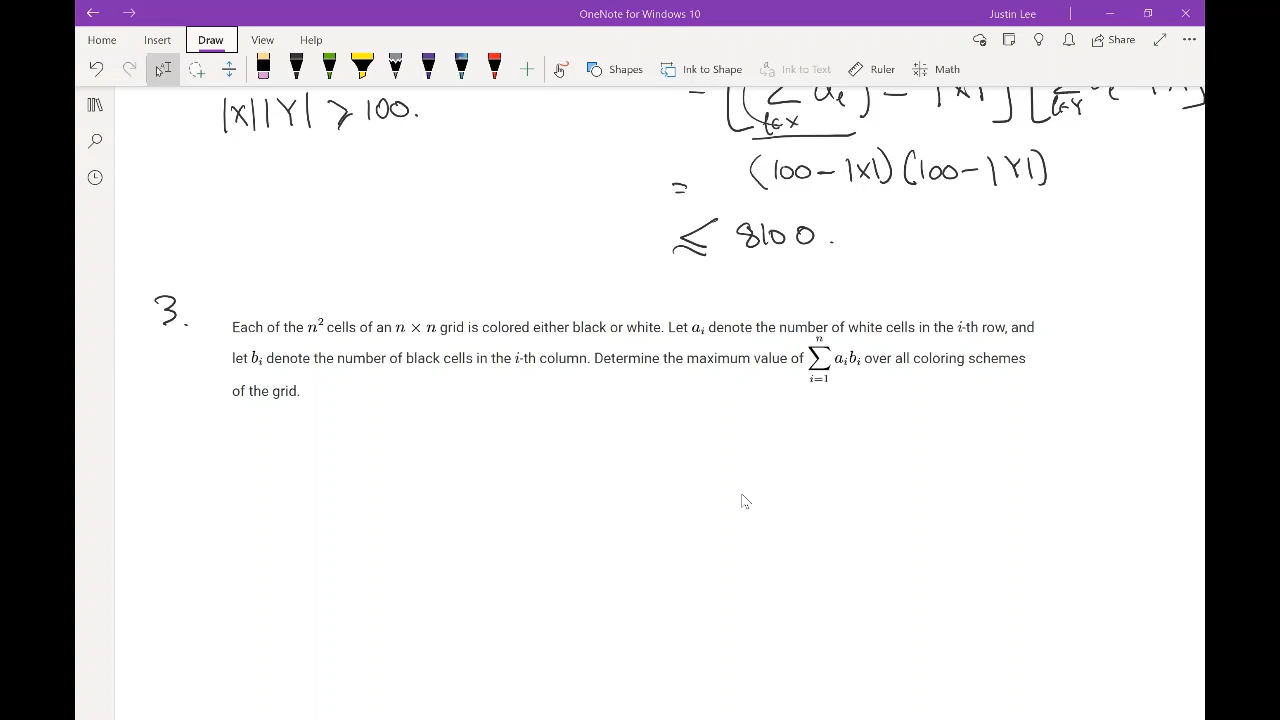 OneNote for Windows 10
Justin Lee
Home Insert Draw View Help
Share
Shapes Ink to Shape Ink to Text Ruler Math
|X||Y| ≥ 100.
(100 - |X|)(100 - |Y|)
=
≤ 8100.
3.
Each of the n² cells of an n × n grid is colored either black or white. Let aᵢ denote the number of white cells in the i-th row, and
let bᵢ denote the number of black cells in the i-th column. Determine the maximum value of ∑ᵢ₌₁ⁿ aᵢbᵢ over all coloring schemes
of the grid.